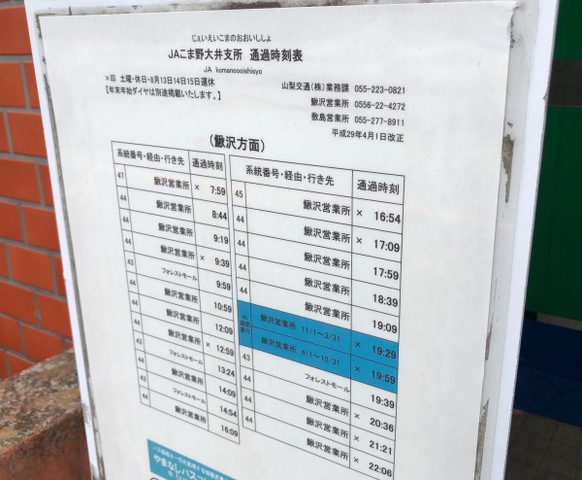 じぇいえいこまのおおいししょ
JAこま野大井支所 通過時刻表
JA komanoooishisyo
×印 土曜・休日・8月13日14日15日運休
【年末年始ダイヤは別途掲載いたします。】
山梨交通(株)業務課 055-223-0821
鰍沢営業所 0556-22-4272
敷島営業所 055-277-8911
平成29年4月1日改正
(鰍沢方面)
系統番号・経由・行き先 通過時刻
47 鰍沢営業所 × 7:59
44 鰍沢営業所 8:44
44 鰍沢営業所 9:19
44 鰍沢営業所 × 9:39
43 フォレストモール 9:59
44 鰍沢営業所 10:59
44 鰍沢営業所 12:09
44 鰍沢営業所 × 12:59
43 フォレストモール 13:24
44 鰍沢営業所 14:09
43 フォレストモール 14:54
44 鰍沢営業所 16:09
系統番号・経由・行き先 通過時刻
45 鰍沢営業所 × 16:54
44 鰍沢営業所 × 17:09
44 鰍沢営業所 17:59
44 鰍沢営業所 18:39
44 鰍沢営業所 19:09
鰍沢営業所 11/1~3/31 × 19:29
鰍沢営業所 4/1~10/31 × 19:59
43 フォレストモール 19:39
44 鰍沢営業所 × 20:36
44 鰍沢営業所 × 21:21
44 鰍沢営業所 × 22:06